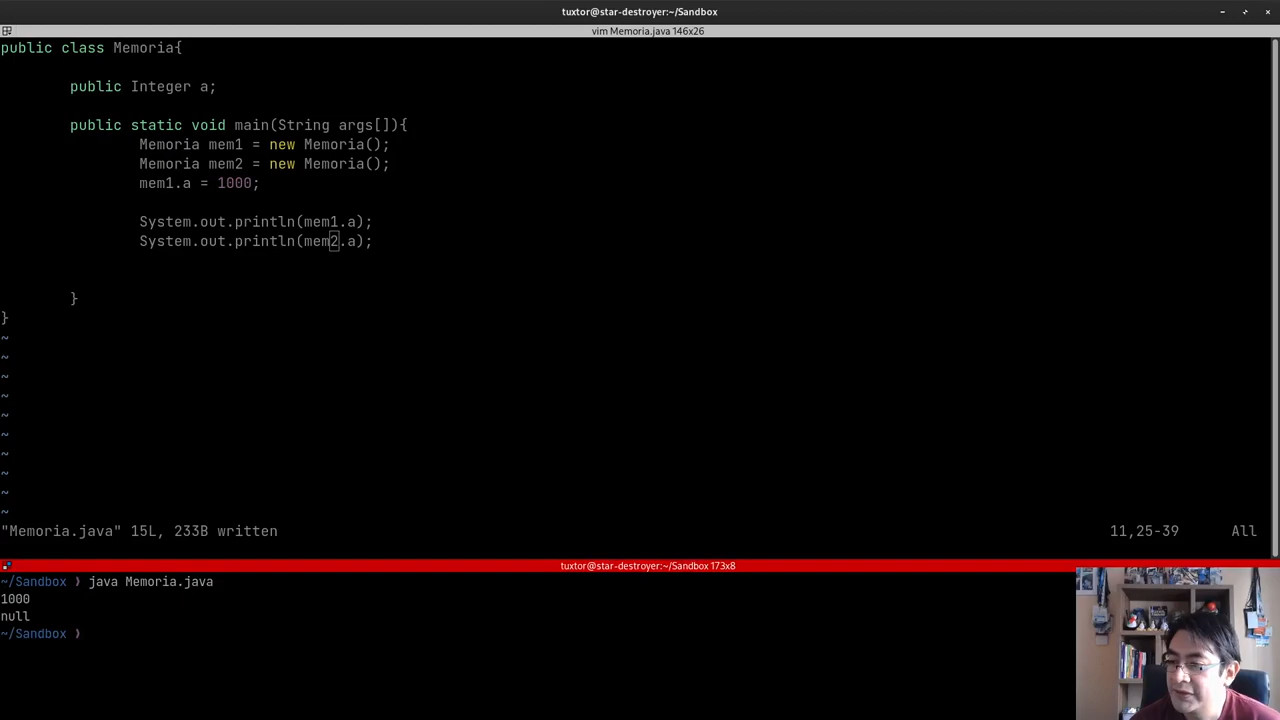 tuxtor@star-destroyer:~/Sandbox
vim Memoria.java 146x26
public class Memoria{
public Integer a;
public static void main(String args[]){
Memoria mem1 = new Memoria();
Memoria mem2 = new Memoria();
mem1.a = 1000;
System.out.println(mem1.a);
System.out.println(mem2.a);
}
}
~
~
~
~
~
~
~
~
~
~
"Memoria.java" 15L, 233B written 11,25-39 All
tuxtor@star-destroyer:~/Sandbox 173x8
~/Sandbox ❯ java Memoria.java
1000
null
~/Sandbox ❯